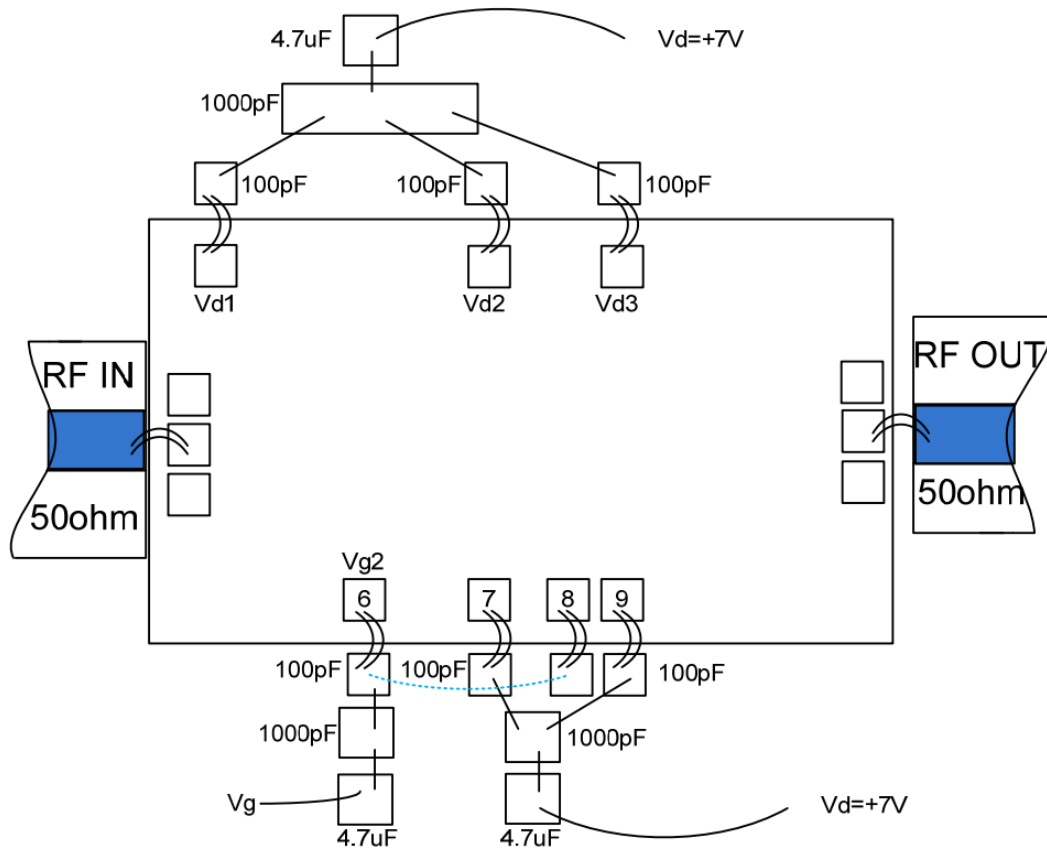 4.7uF
Vd=+7V
1000pF
100pF
100pF
100pF
Vd1
Vd2
Vd3
RF IN
RF OUT
50ohm
50ohm
Vg2
6
7
8
9
100pF
100pF
100pF
1000pF
1000pF
Vg
Vd=+7V
4.7uF
4.7uF